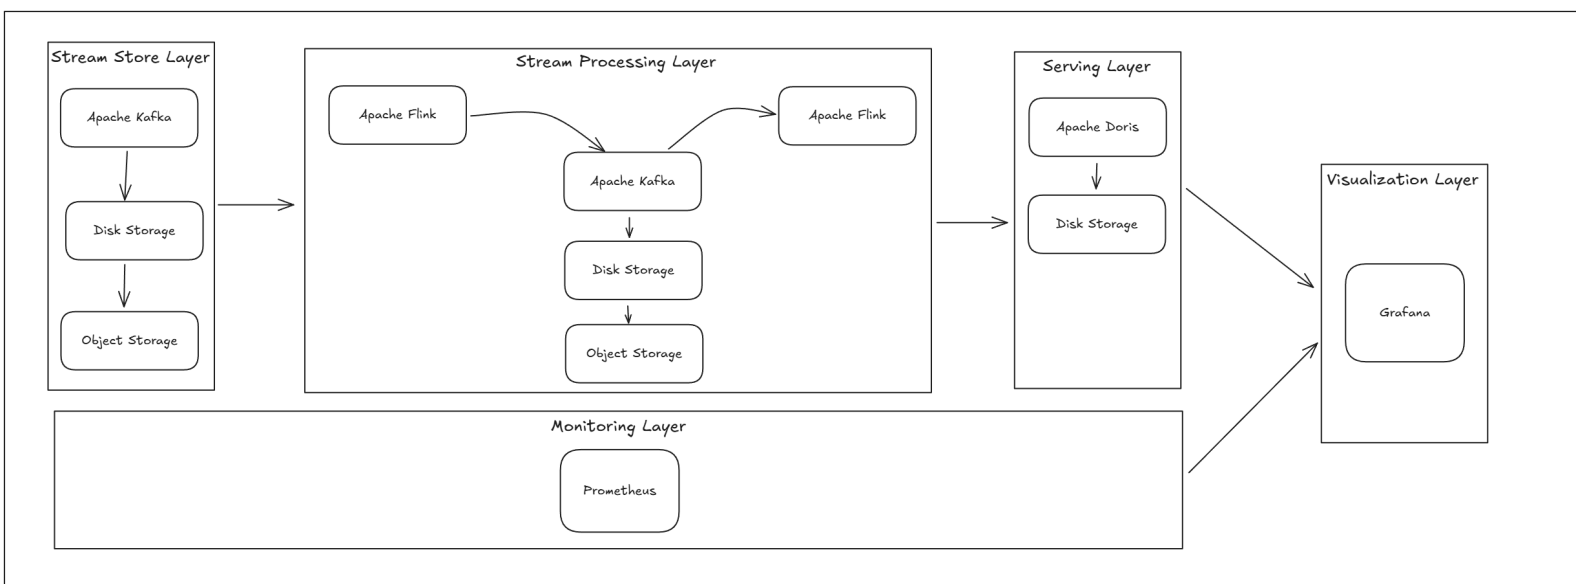 Stream Store Layer
Apache Kafka
Disk Storage
Object Storage
Stream Processing Layer
Apache Flink
Apache Flink
Apache Kafka
Disk Storage
Object Storage
Serving Layer
Apache Doris
Disk Storage
Visualization Layer
Grafana
Monitoring Layer
Prometheus